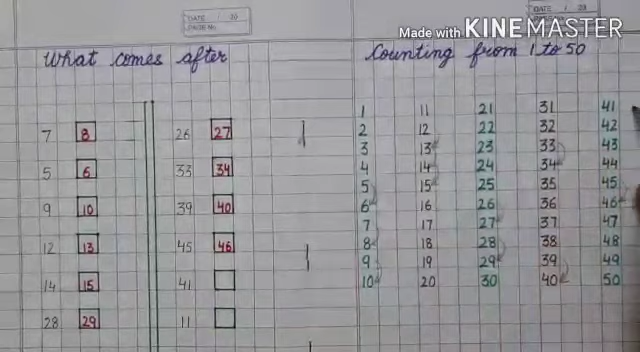 DATE
PAGE No.
DATE
Made with KINEMASTER
What comes after
7 8 26 27
5 6 33 34
9 10 39 40
12 13 45 46
14 15 41
28 29 11
Counting from 1 to 50
1 11 21 31 41
2 12 22 32 42
3 13 23 33 43
4 14 24 34 44
5 15 25 35 45
6 16 26 36 46
7 17 27 37 47
8 18 28 38 48
9 19 29 39 49
10 20 30 40 50